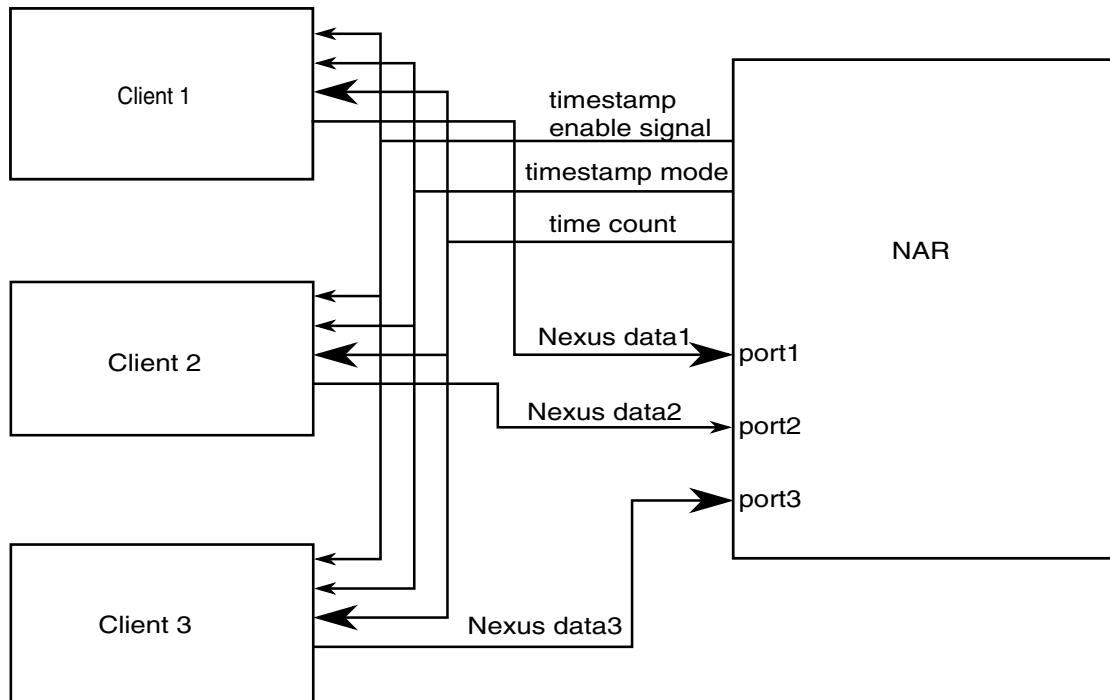 Client 1
timestamp
enable signal
timestamp mode
time count
NAR
Nexus data1
port1
Client 2
Nexus data2
port2
port3
Client 3
Nexus data3